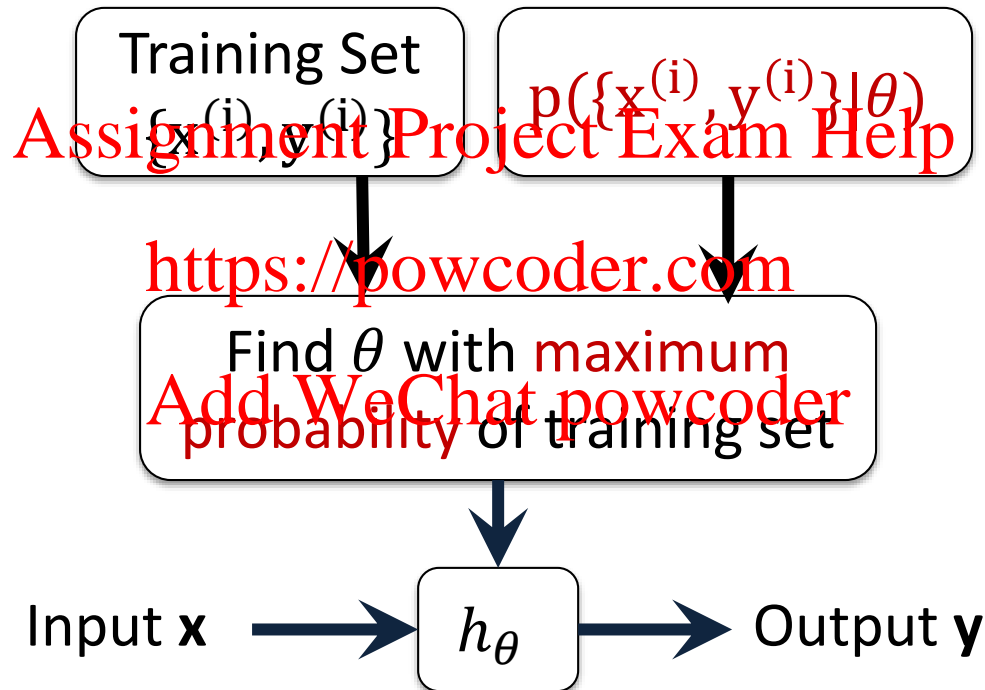 Training Set
{x⁽ⁱ⁾,y⁽ⁱ⁾}
p({x⁽ⁱ⁾, y⁽ⁱ⁾}|θ)
Assignment Project Exam Help
https://powcoder.com
Find θ with maximum
Add WeChat powcoder
probability of training set
Input x
h_θ
Output y